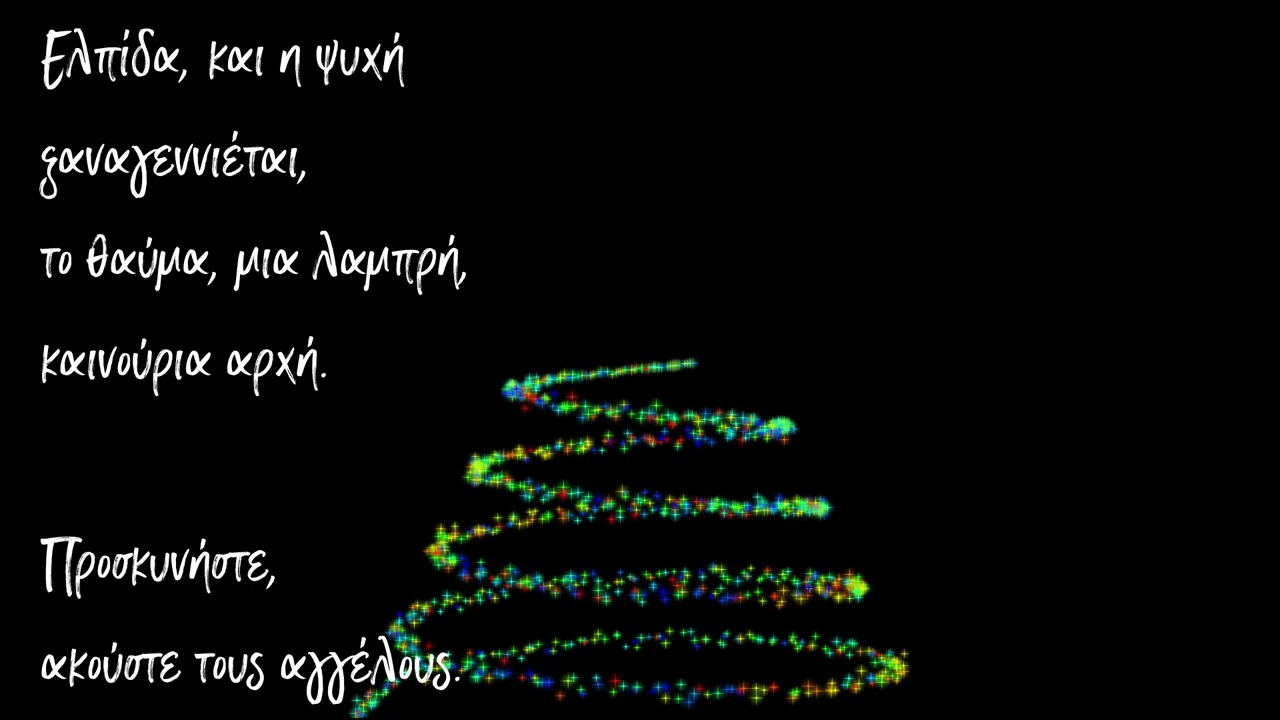 Ελπίδα, και η ψυχή
ξαναγεννιέται,
το θαύμα, μια λαμπρή,
καινούρια αρχή.
Προσκυνήστε,
ακούστε τους αγγέλους.